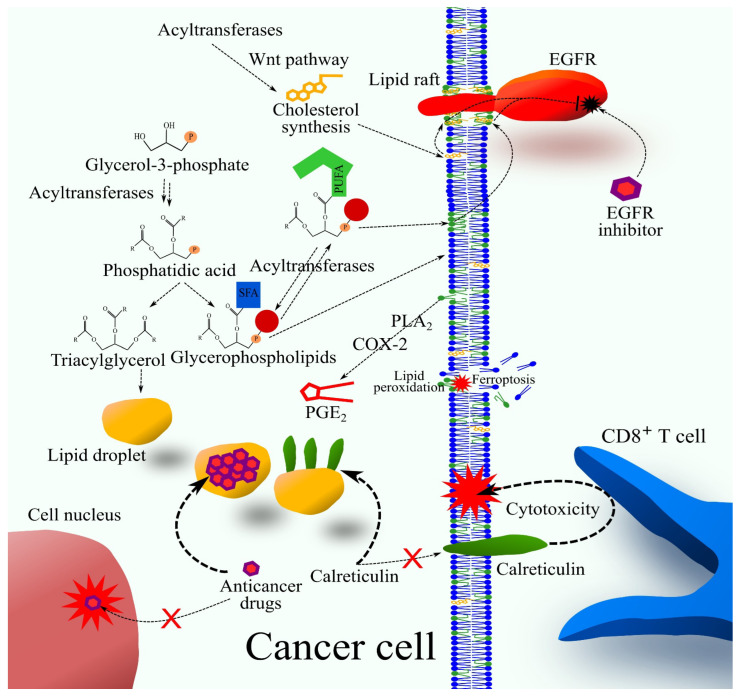 Acyltransferases
Wnt pathway
Cholesterol
synthesis
Lipid raft
EGFR
EGFR
inhibitor
OH
HO
P
Glycerol-3-phosphate
Acyltransferases
R
O
O
O
R
O
P
Phosphatidic acid
PUFA
O
O
O
R
O
P
Acyltransferases
SFA
O
O
O
R
O
P
Glycerophospholipids
R
O
O
O
O
R
O
O
R
Triacylglycerol
Lipid droplet
PLA₂
COX-2
PGE₂
Lipid
peroxidation
Ferroptosis
CD8⁺ T cell
Cytotoxicity
Calreticulin
Calreticulin
X
Cell nucleus
Anticancer
drugs
X
Cancer cell